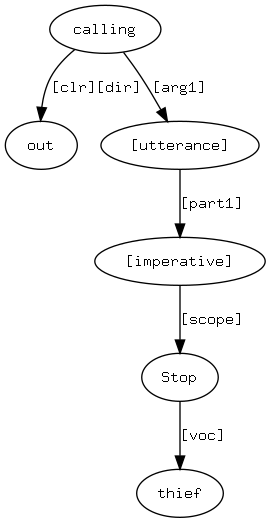 calling
[clr][dir] [arg1]
out [utterance]
[part1]
[imperative]
[scope]
Stop
[voc]
thief